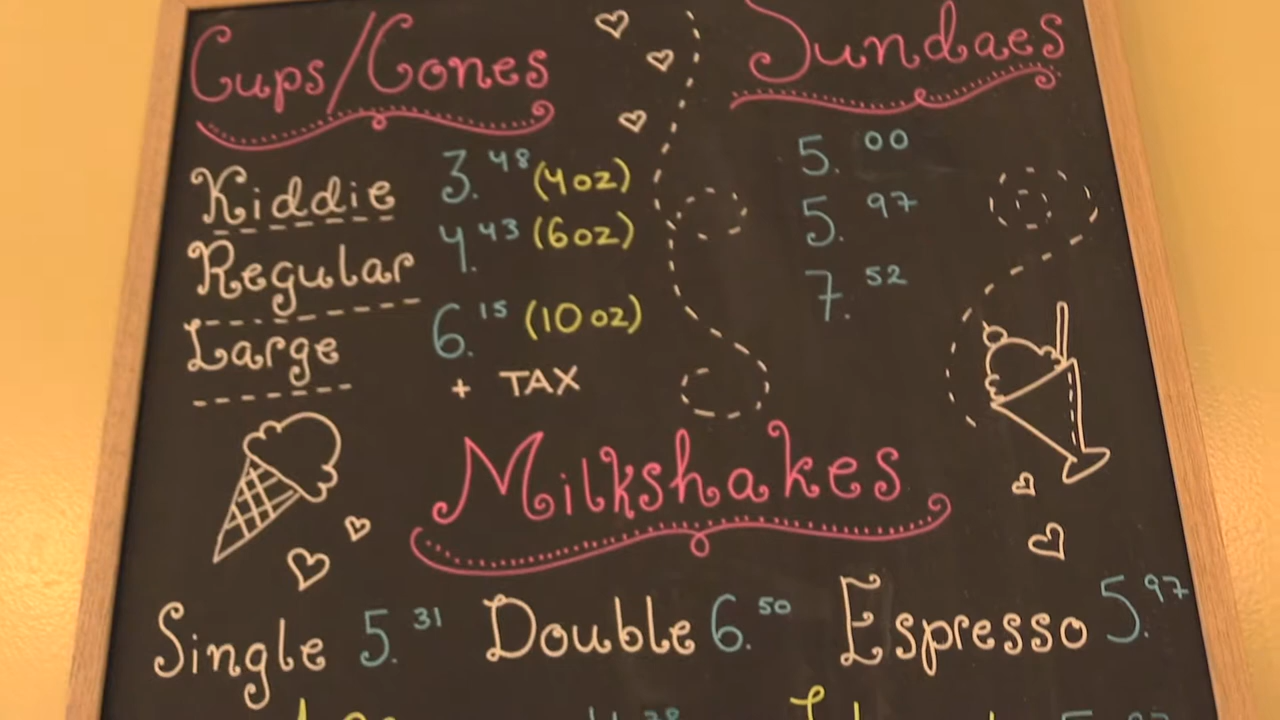 Cups/Cones
Kiddie 3.48 (4oz)
Regular 4.43 (6oz)
Large 6.15 (10oz)
+ TAX
Sundaes
5.00
5.97
7.52
Milkshakes
Single 5.31 Double 6.50 Espresso 5.97